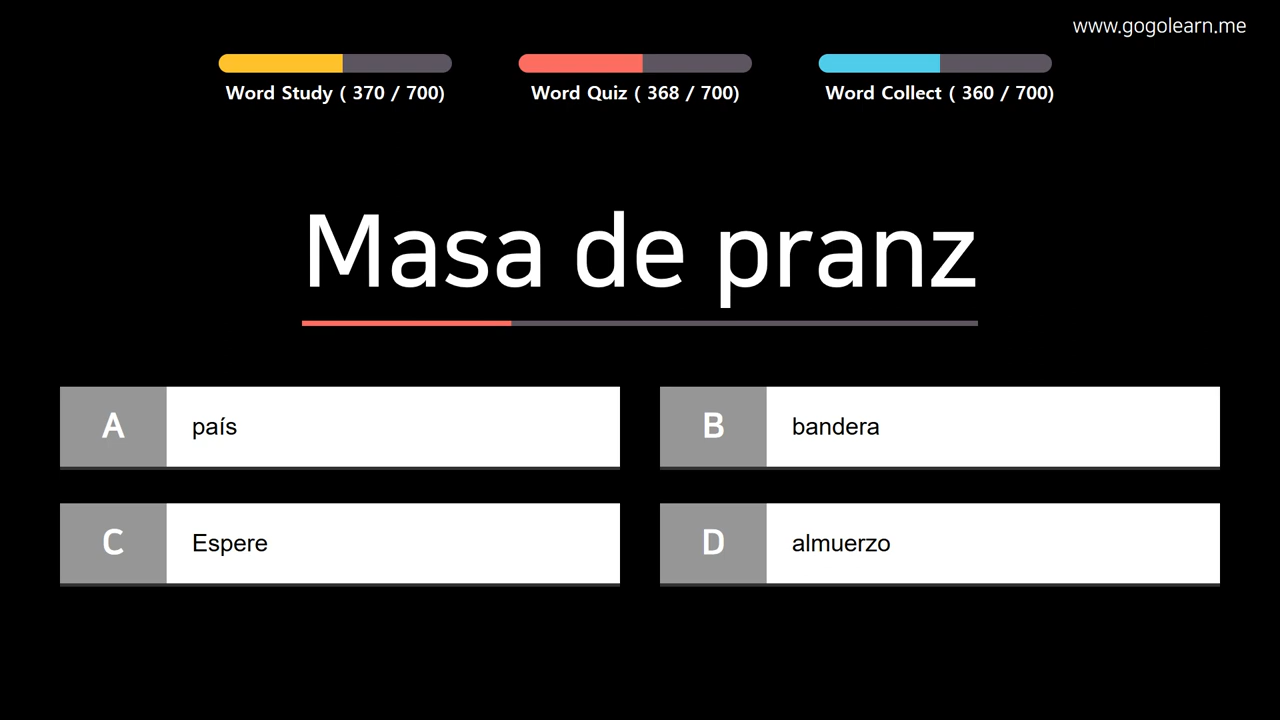 www.gogolearn.me
Word Study ( 370 / 700)
Word Quiz ( 368 / 700)
Word Collect ( 360 / 700)
Masa de pranz
A país
B bandera
C Espere
D almuerzo